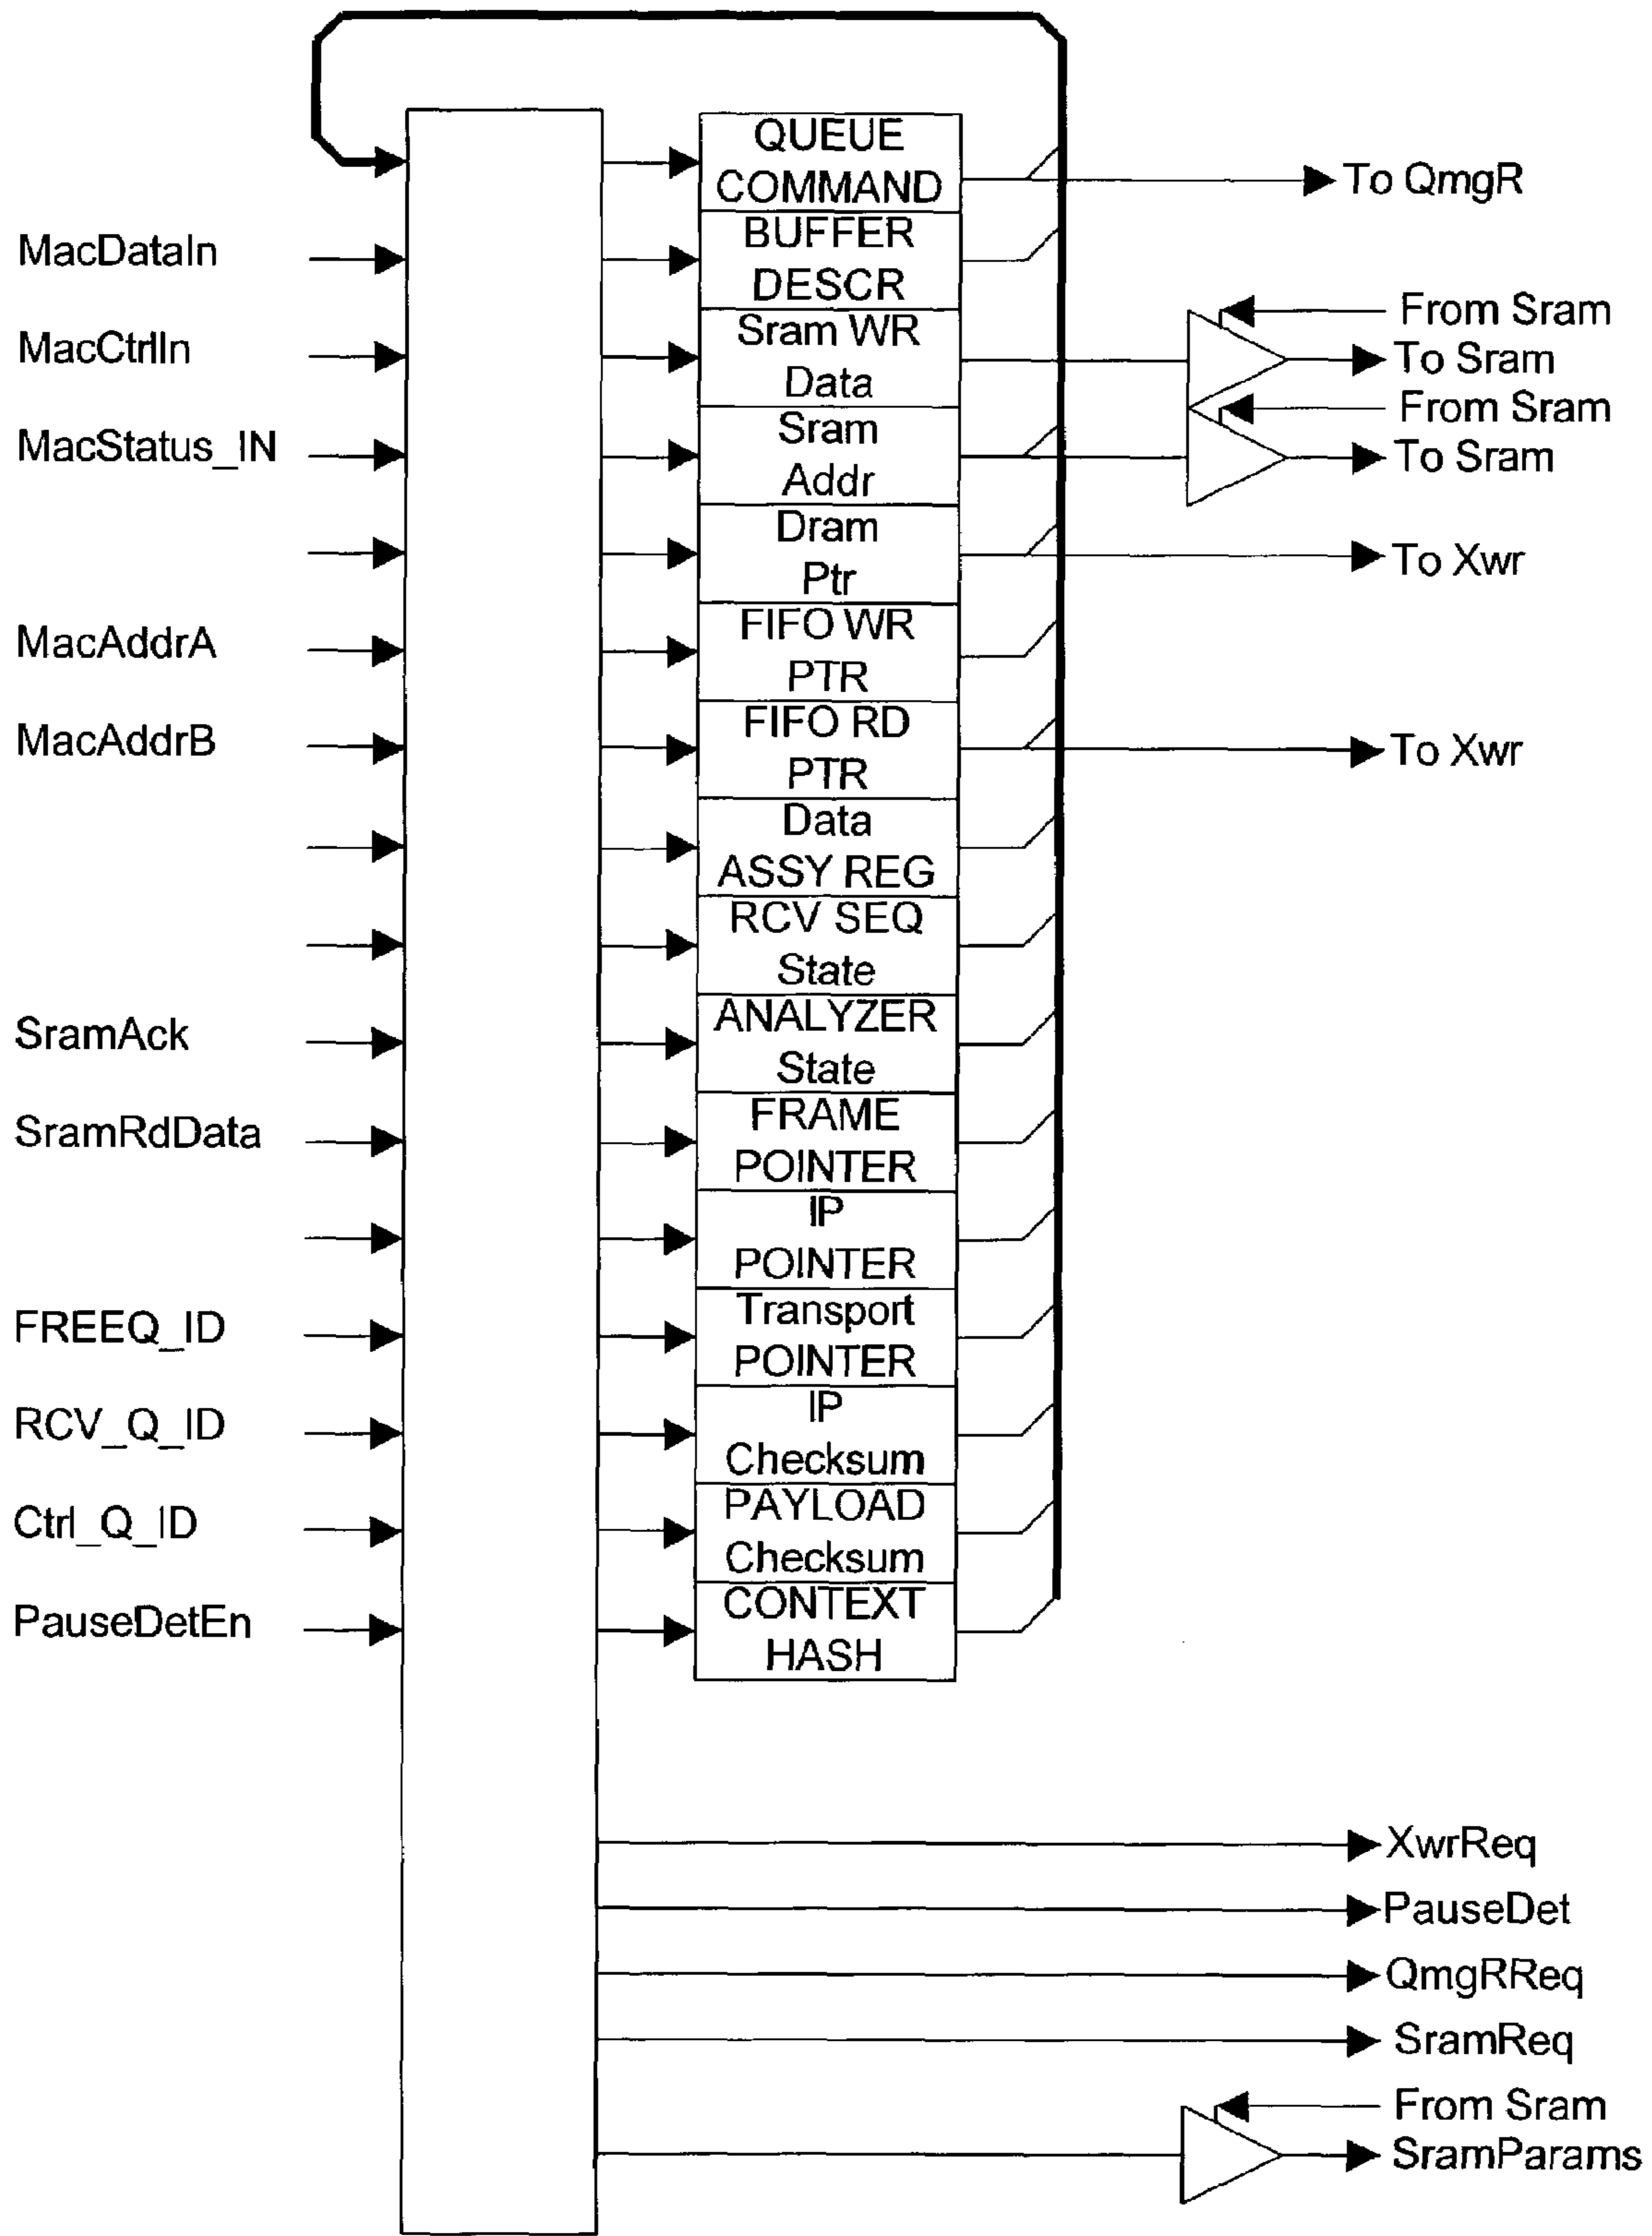 QUEUE
COMMAND
To QmgR
MacDataIn
BUFFER
DESCR
From Sram
MacCtrlIn
Sram WR
Data
To Sram
From Sram
MacStatus_IN
Sram
Addr
To Sram
Dram
Ptr
To Xwr
MacAddrA
FIFO WR
PTR
MacAddrB
FIFO RD
PTR
To Xwr
Data
ASSY REG
RCV SEQ
State
SramAck
ANALYZER
State
SramRdData
FRAME
POINTER
IP
POINTER
FREEQ_ID
Transport
POINTER
RCV_Q_ID
IP
Checksum
Ctrl_Q_ID
PAYLOAD
Checksum
PauseDetEn
CONTEXT
HASH
XwrReq
PauseDet
QmgRReq
SramReq
From Sram
SramParams